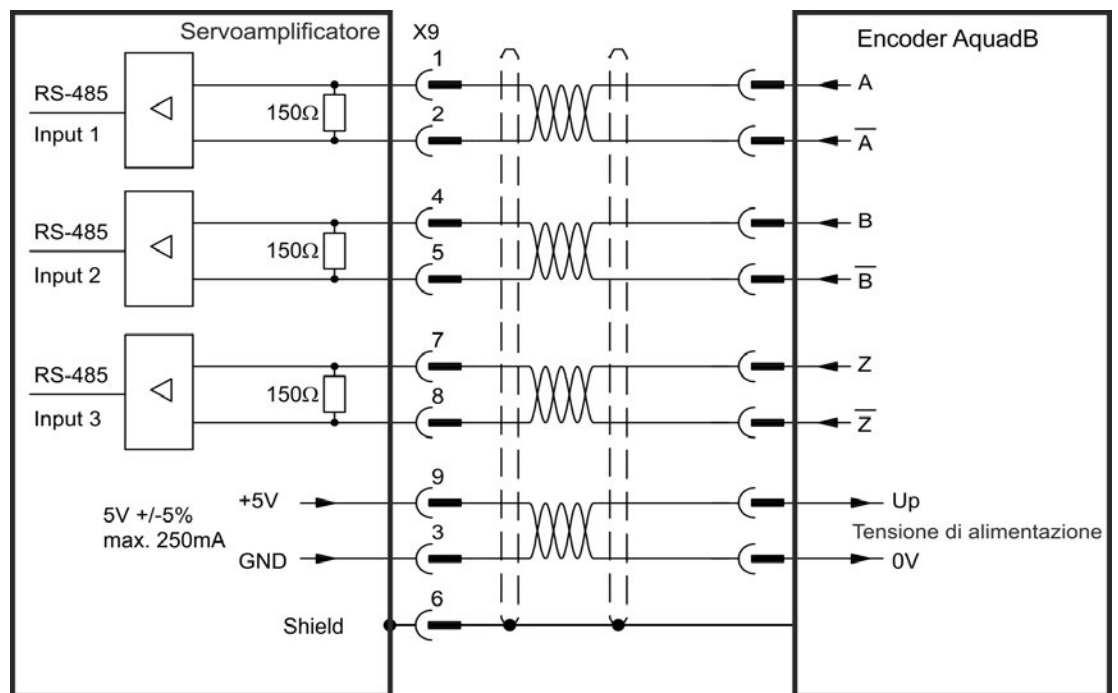 Servoamplificatore
X9
Encoder AquadB
1
A
RS-485
150Ω
Input 1
2
A̅
4
B
RS-485
150Ω
Input 2
5
B̅
7
Z
RS-485
150Ω
Input 3
8
Z̅
9
+5V
Up
5V +/-5%
max. 250mA
Tensione di alimentazione
3
GND
0V
6
Shield